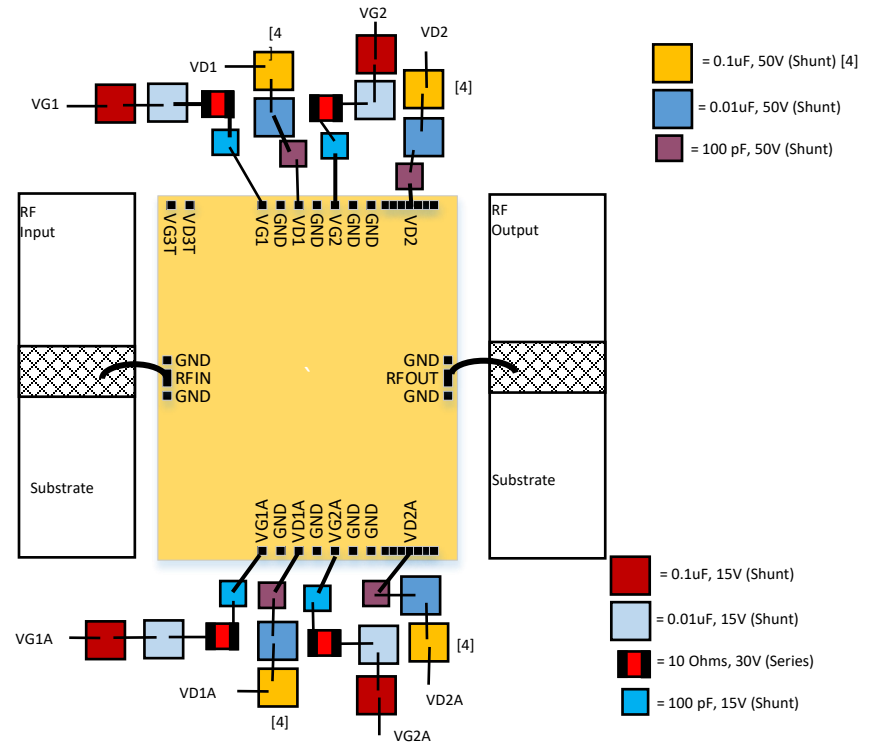 VG2
[4
]
VD2
VD1
[4]
VG1
= 0.1uF, 50V (Shunt) [4]
= 0.01uF, 50V (Shunt)
= 100 pF, 50V (Shunt)
RF
Input
VG3T
VD3T
VG1
GND
VD1
GND
VG2
GND
GND
VD2
RF
Output
GND
RFIN
GND
GND
RFOUT
GND
Substrate
Substrate
VG1A
GND
VD1A
GND
VG2A
GND
GND
VD2A
= 0.1uF, 15V (Shunt)
= 0.01uF, 15V (Shunt)
= 10 Ohms, 30V (Series)
= 100 pF, 15V (Shunt)
VG1A
[4]
VD1A
VD2A
[4]
VG2A